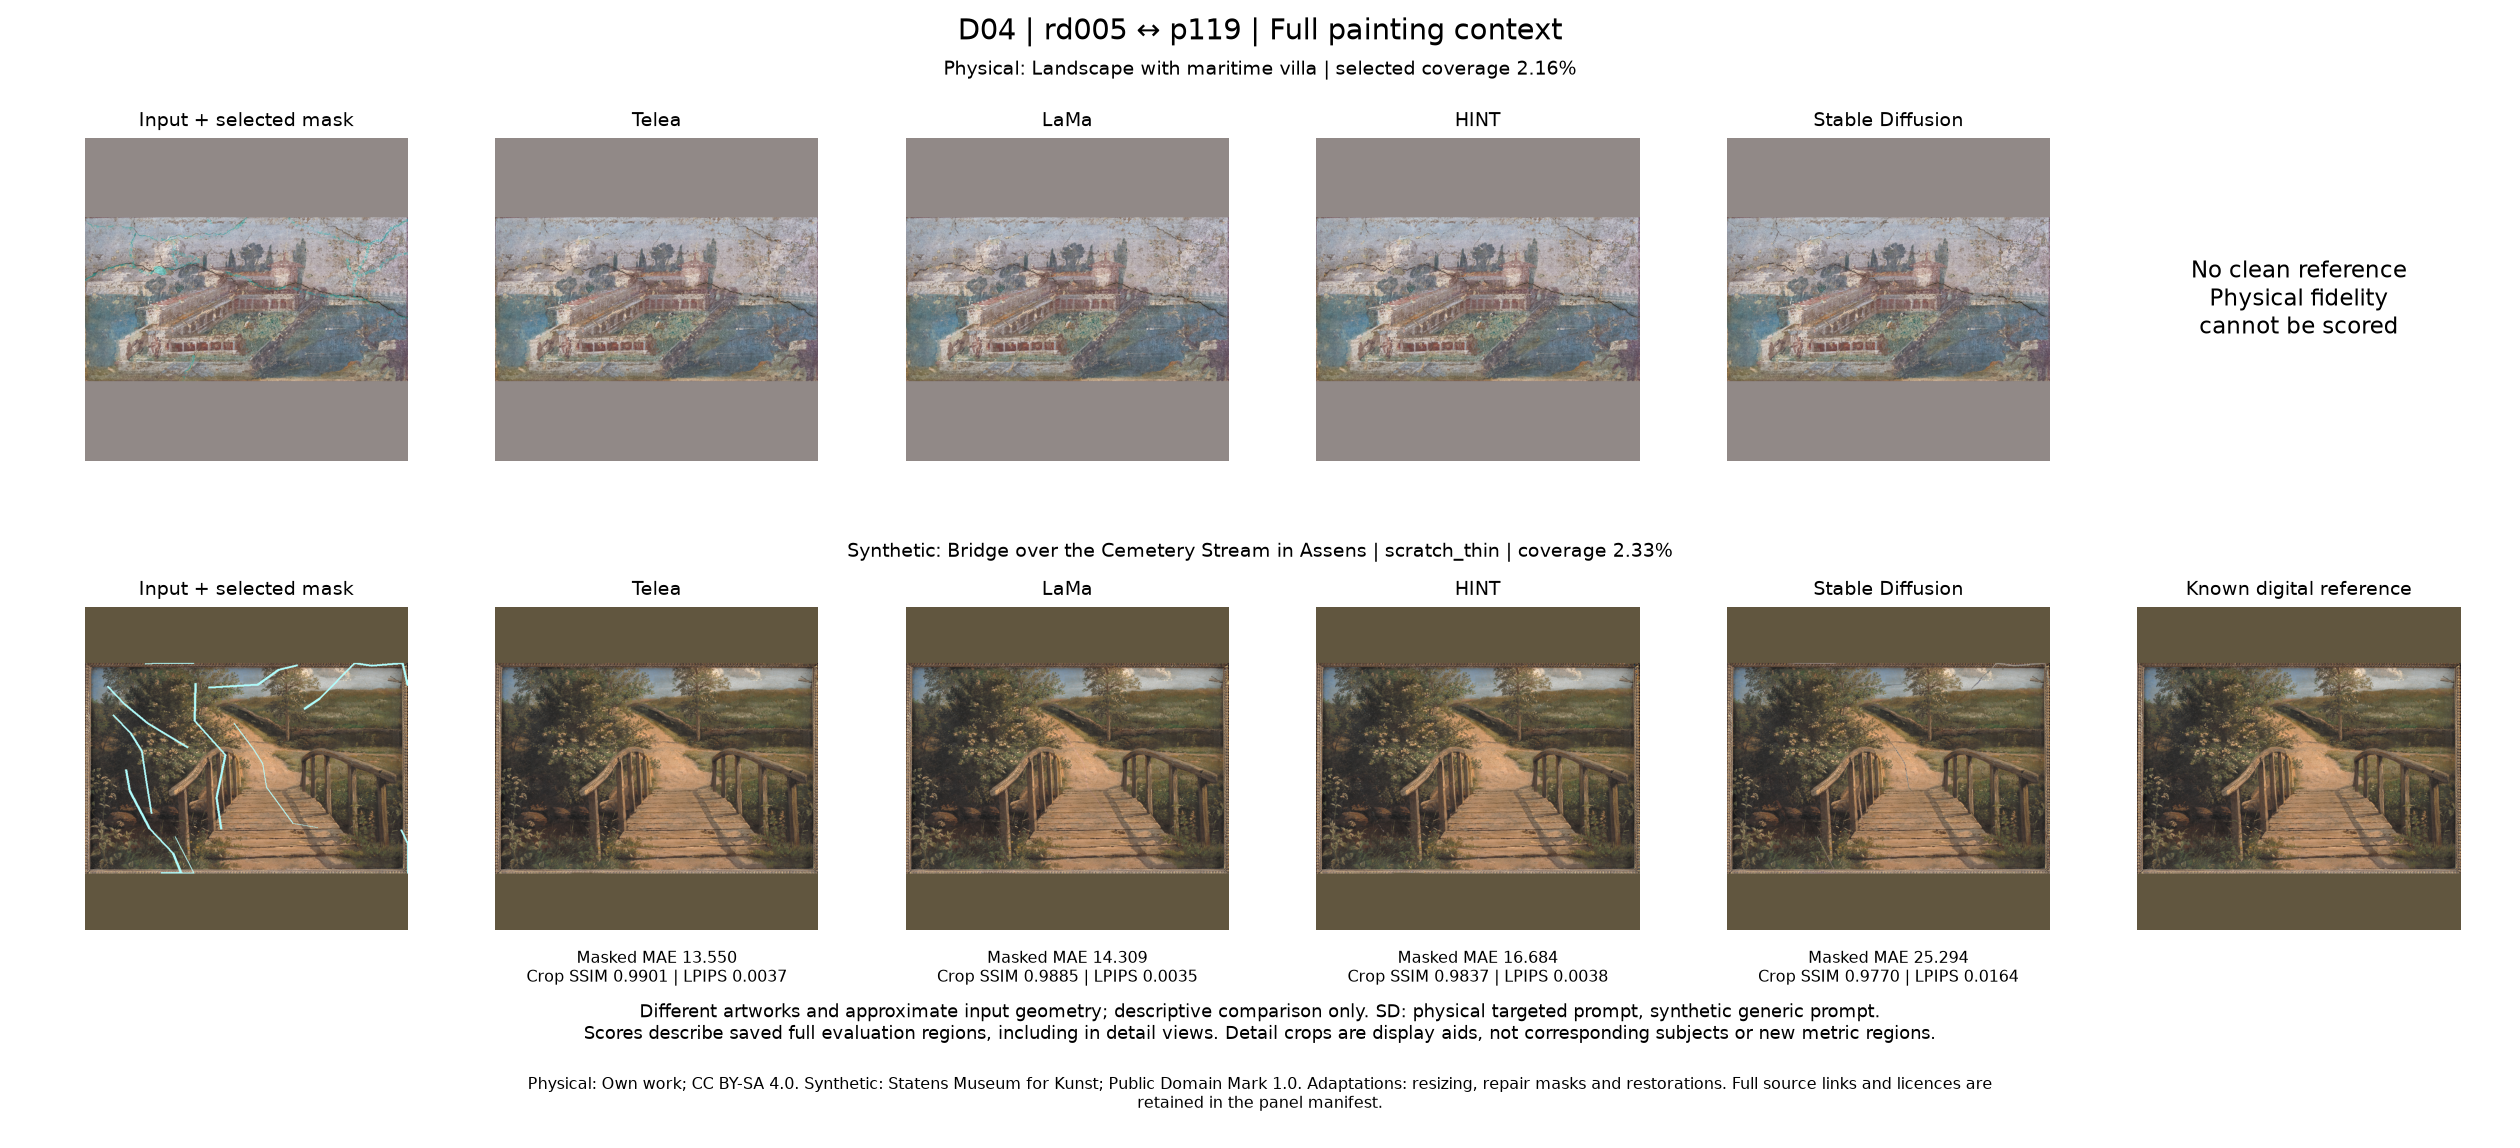 D04 | rd005 ↔ p119 | Full painting context
Physical: Landscape with maritime villa | selected coverage 2.16%
Input + selected mask
Telea
LaMa
HINT
Stable Diffusion
No clean reference
Physical fidelity
cannot be scored
Synthetic: Bridge over the Cemetery Stream in Assens | scratch_thin | coverage 2.33%
Input + selected mask
Telea
LaMa
HINT
Stable Diffusion
Known digital reference
Masked MAE 13.550
Crop SSIM 0.9901 | LPIPS 0.0037
Masked MAE 14.309
Crop SSIM 0.9885 | LPIPS 0.0035
Masked MAE 16.684
Crop SSIM 0.9837 | LPIPS 0.0038
Masked MAE 25.294
Crop SSIM 0.9770 | LPIPS 0.0164
Different artworks and approximate input geometry; descriptive comparison only. SD: physical targeted prompt, synthetic generic prompt.
Scores describe saved full evaluation regions, including in detail views. Detail crops are display aids, not corresponding subjects or new metric regions.
Physical: Own work; CC BY-SA 4.0. Synthetic: Statens Museum for Kunst; Public Domain Mark 1.0. Adaptations: resizing, repair masks and restorations. Full source links and licences are
retained in the panel manifest.